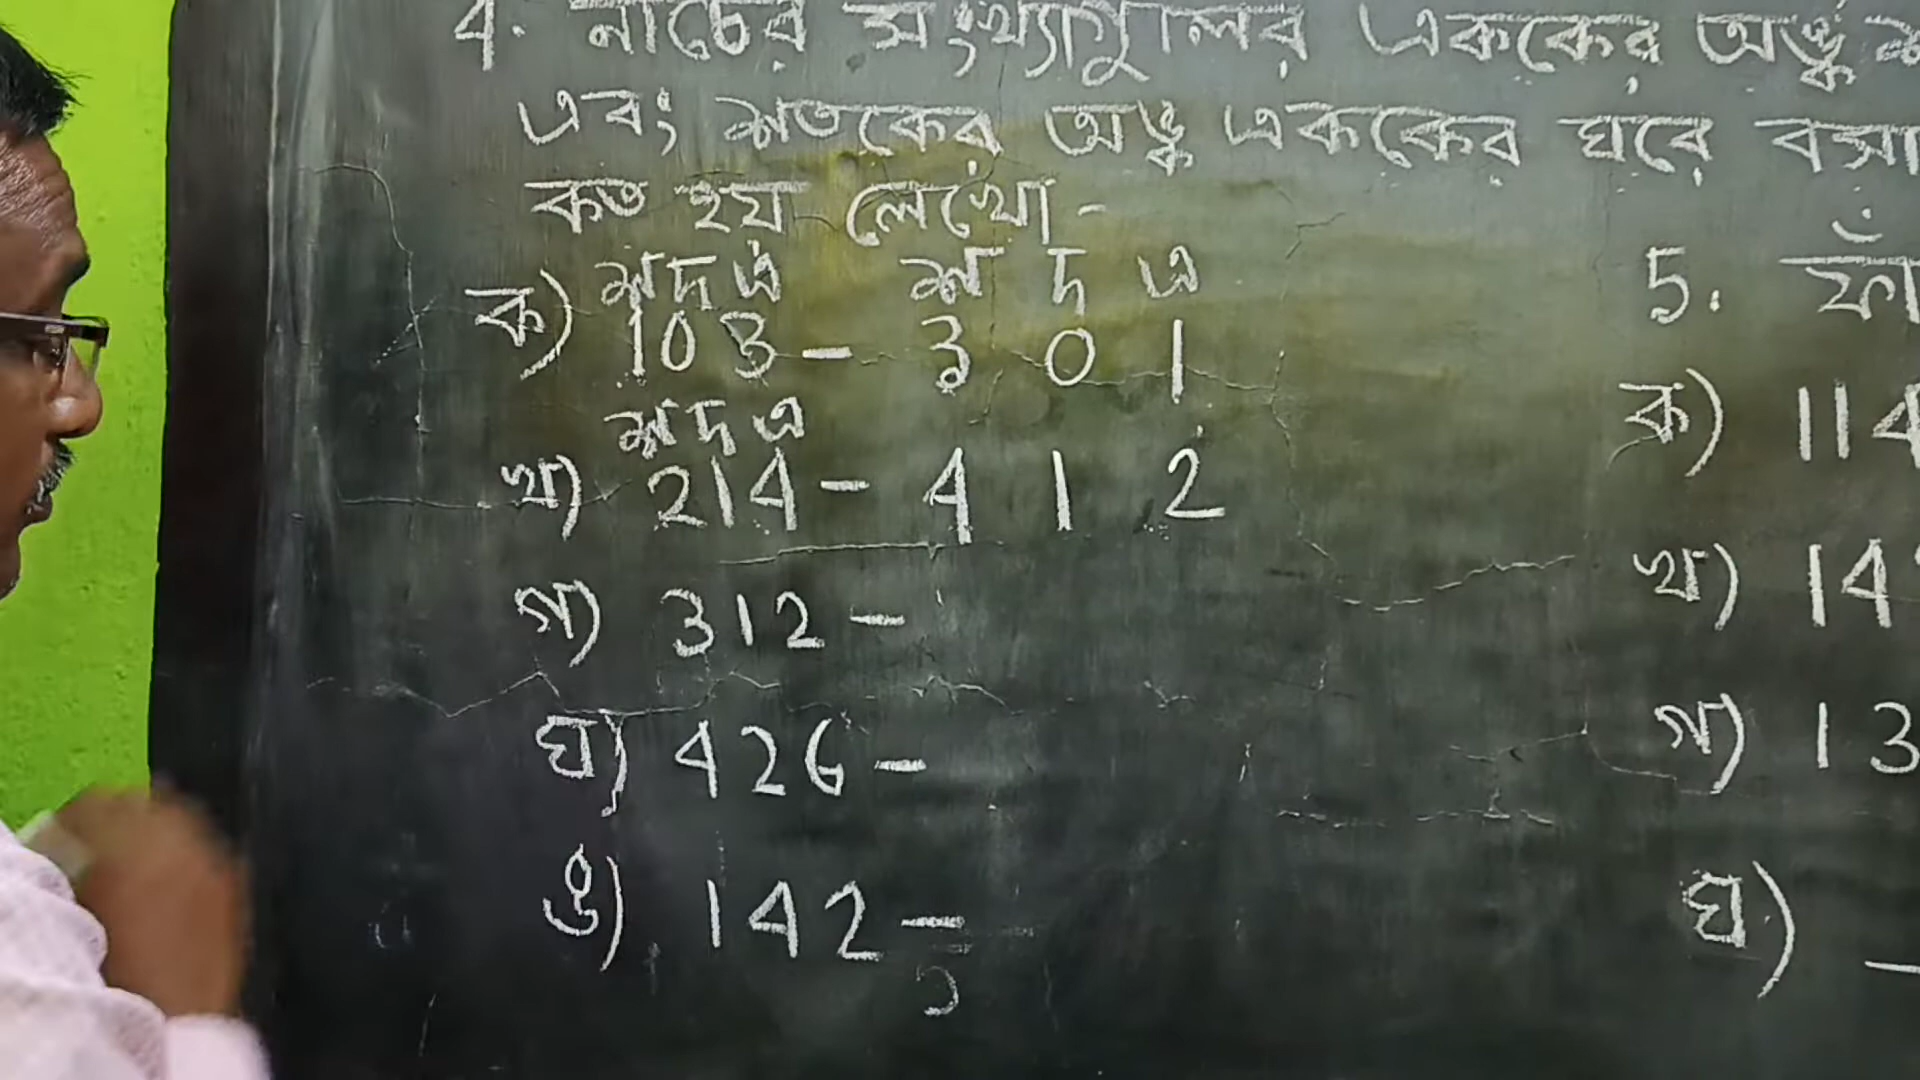 4. নীচের সংখ্যাগুলির এককের অঙ্ক
এবং শতকের অঙ্ক এককের ঘরে
কত হয় লেখো-
শ দ এ শ দ এ
ক) 103 - 3 0 1
শ দ এ
খ) 214 - 4 1 2
গ) 312 -
ঘ) 426 -
ঙ) 142 -
5.
ক) 114
খ) 14
গ) 13
ঘ)